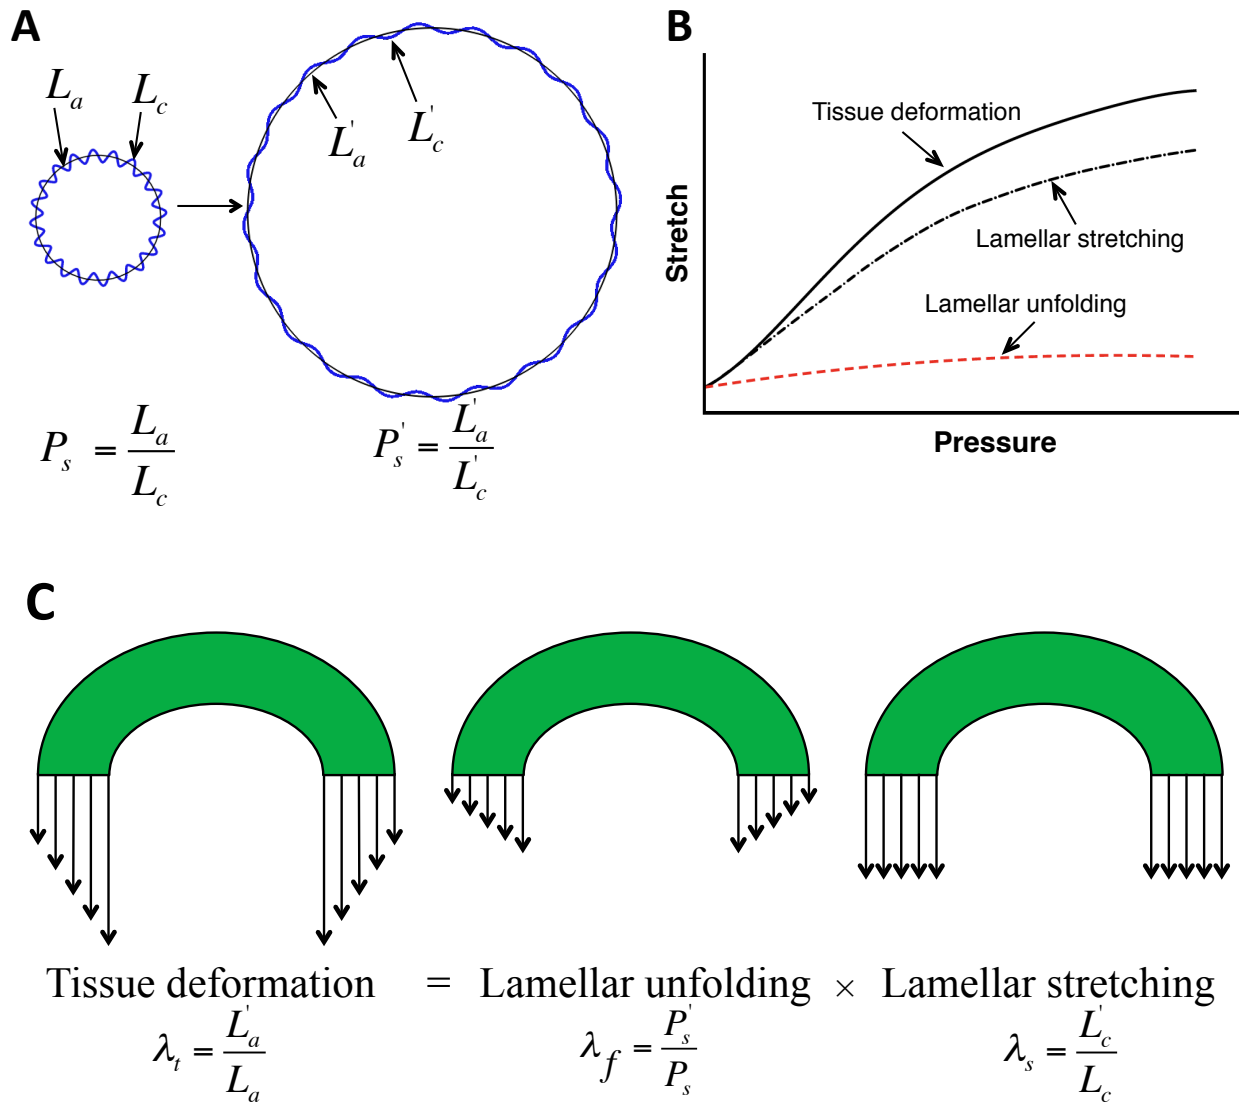 A
L_a
L_c
L'_a
L'_c
P_s = L_a / L_c
P'_s = L'_a / L'_c
B
Tissue deformation
Lamellar stretching
Lamellar unfolding
Stretch
Pressure
C
Tissue deformation = Lamellar unfolding × Lamellar stretching
λ_t = L'_a / L_a
λ_f = P'_s / P_s
λ_s = L'_c / L_c